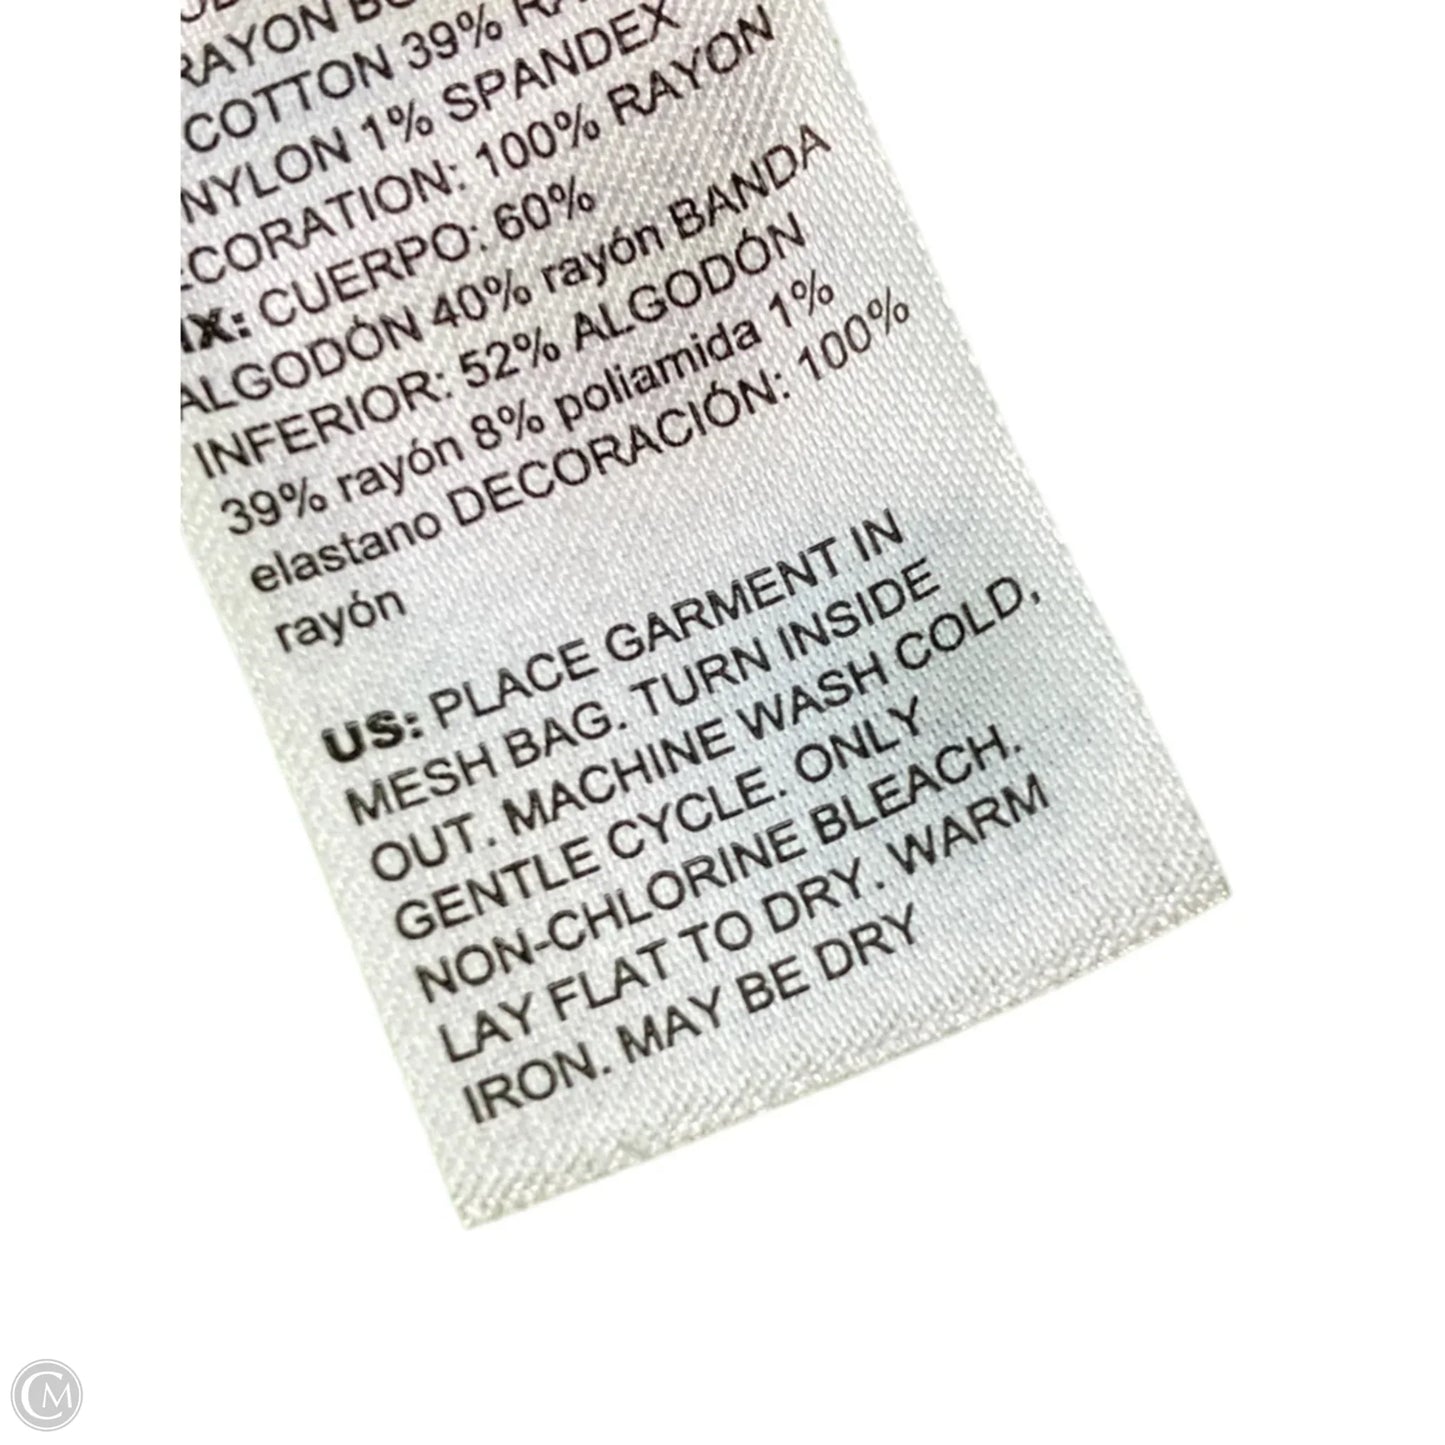 RAYON
COTTON 39%
NYLON 1% SPANDEX
100% RAYON
CUERPO: 60%
ALGODÓN 40% rayón BANDA
INFERIOR: 52% ALGODÓN
39% rayón 8% poliamida 1%
elastano DECORACIÓN: 100%
rayón
US: PLACE GARMENT IN
MESH BAG. TURN INSIDE
OUT. MACHINE WASH COLD,
GENTLE CYCLE. ONLY
NON-CHLORINE BLEACH.
LAY FLAT TO DRY. WARM
IRON. MAY BE DRY
CM